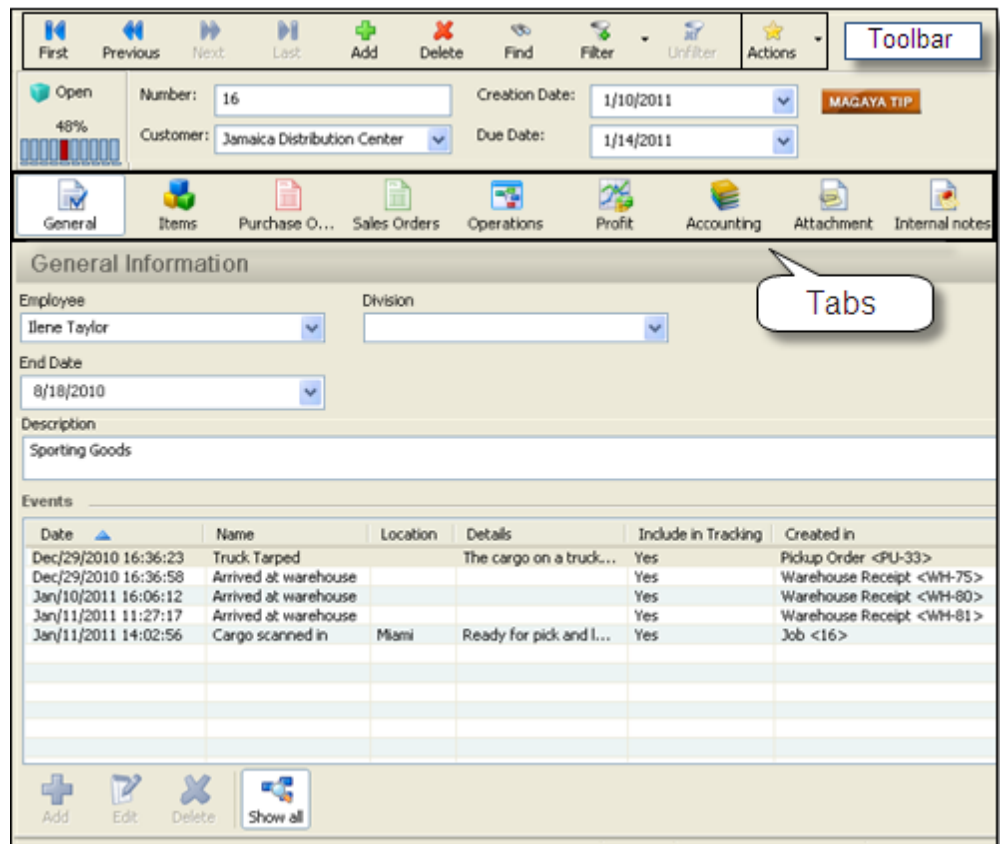 First Previous Next Last Add Delete Find Filter Unfilter Actions Toolbar
Open Number: 16 Creation Date: 1/10/2011 MAGAYA TIP
48% Customer: Jamaica Distribution Center Due Date: 1/14/2011
General Items Purchase O... Sales Orders Operations Profit Accounting Attachment Internal notes
General Information
Tabs
Employee Division
Ilene Taylor
End Date
8/18/2010
Description
Sporting Goods
Events
Date Name Location Details Include in Tracking Created in
Dec/29/2010 16:36:23 Truck Tarped The cargo on a truck... Yes Pickup Order <PU-33>
Dec/29/2010 16:36:58 Arrived at warehouse Yes Warehouse Receipt <WH-75>
Jan/10/2011 16:06:12 Arrived at warehouse Yes Warehouse Receipt <WH-80>
Jan/11/2011 11:27:17 Arrived at warehouse Yes Warehouse Receipt <WH-81>
Jan/11/2011 14:02:56 Cargo scanned in Miami Ready for pick and l... Yes Job <16>
Add Edit Delete Show all